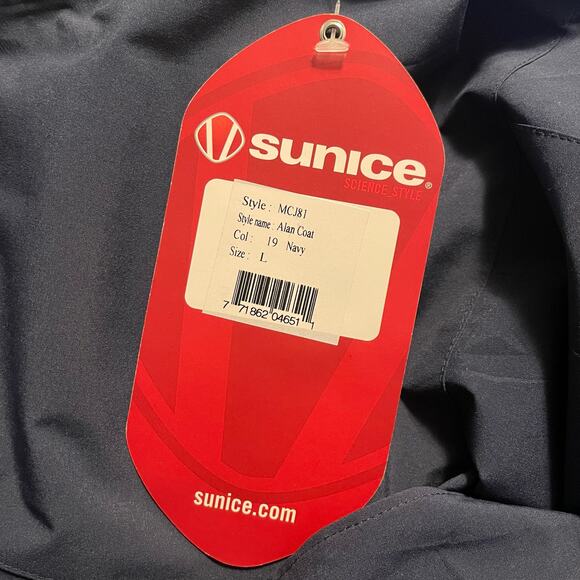 sunice®
SCIENCE_STYLE
Style : MCJ81
Style name : Alan Coat
Col : 19 Navy
Size : L
7 71862 04651 1
sunice.com